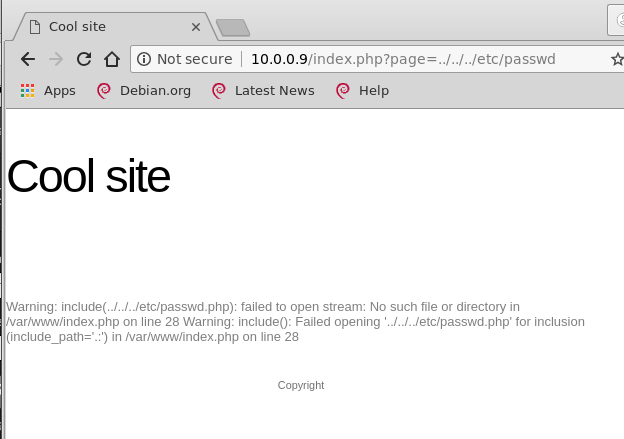 Cool site
Not secure 10.0.0.9/index.php?page=../../../etc/passwd
Apps Debian.org Latest News Help
Cool site
Warning: include(../../../etc/passwd.php): failed to open stream: No such file or directory in
/var/www/index.php on line 28 Warning: include(): Failed opening '../../../etc/passwd.php' for inclusion
(include_path='.:') in /var/www/index.php on line 28
Copyright